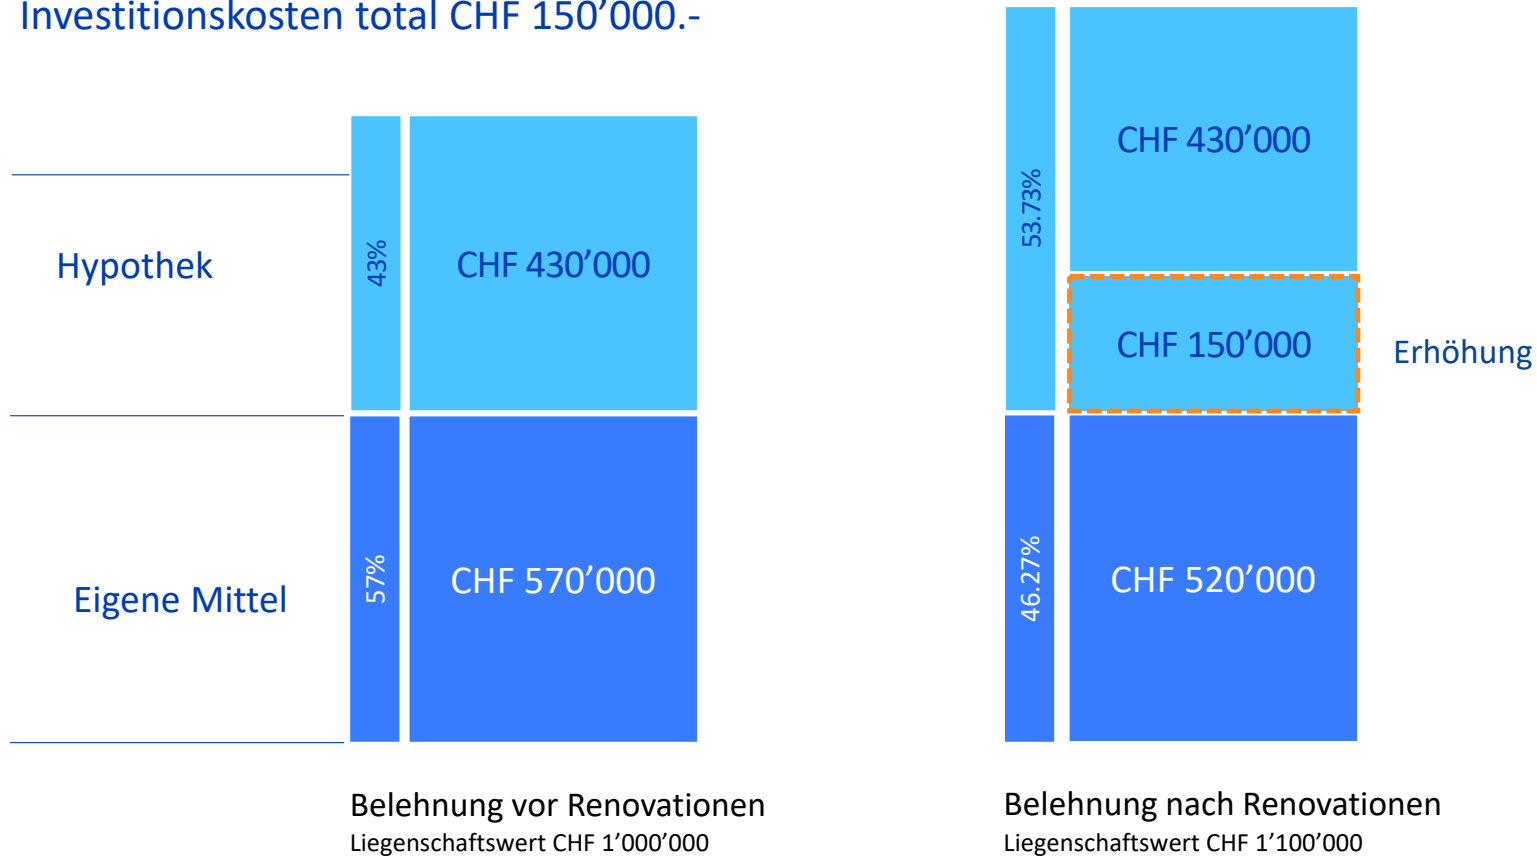 Investitionskosten total CHF 150’000.-
Hypothek
43%
CHF 430’000
Eigene Mittel
57%
CHF 570’000
Belehnung vor Renovationen
Liegenschaftswert CHF 1’000’000
53.73%
CHF 430’000
CHF 150’000
Erhöhung
46.27%
CHF 520’000
Belehnung nach Renovationen
Liegenschaftswert CHF 1’100’000